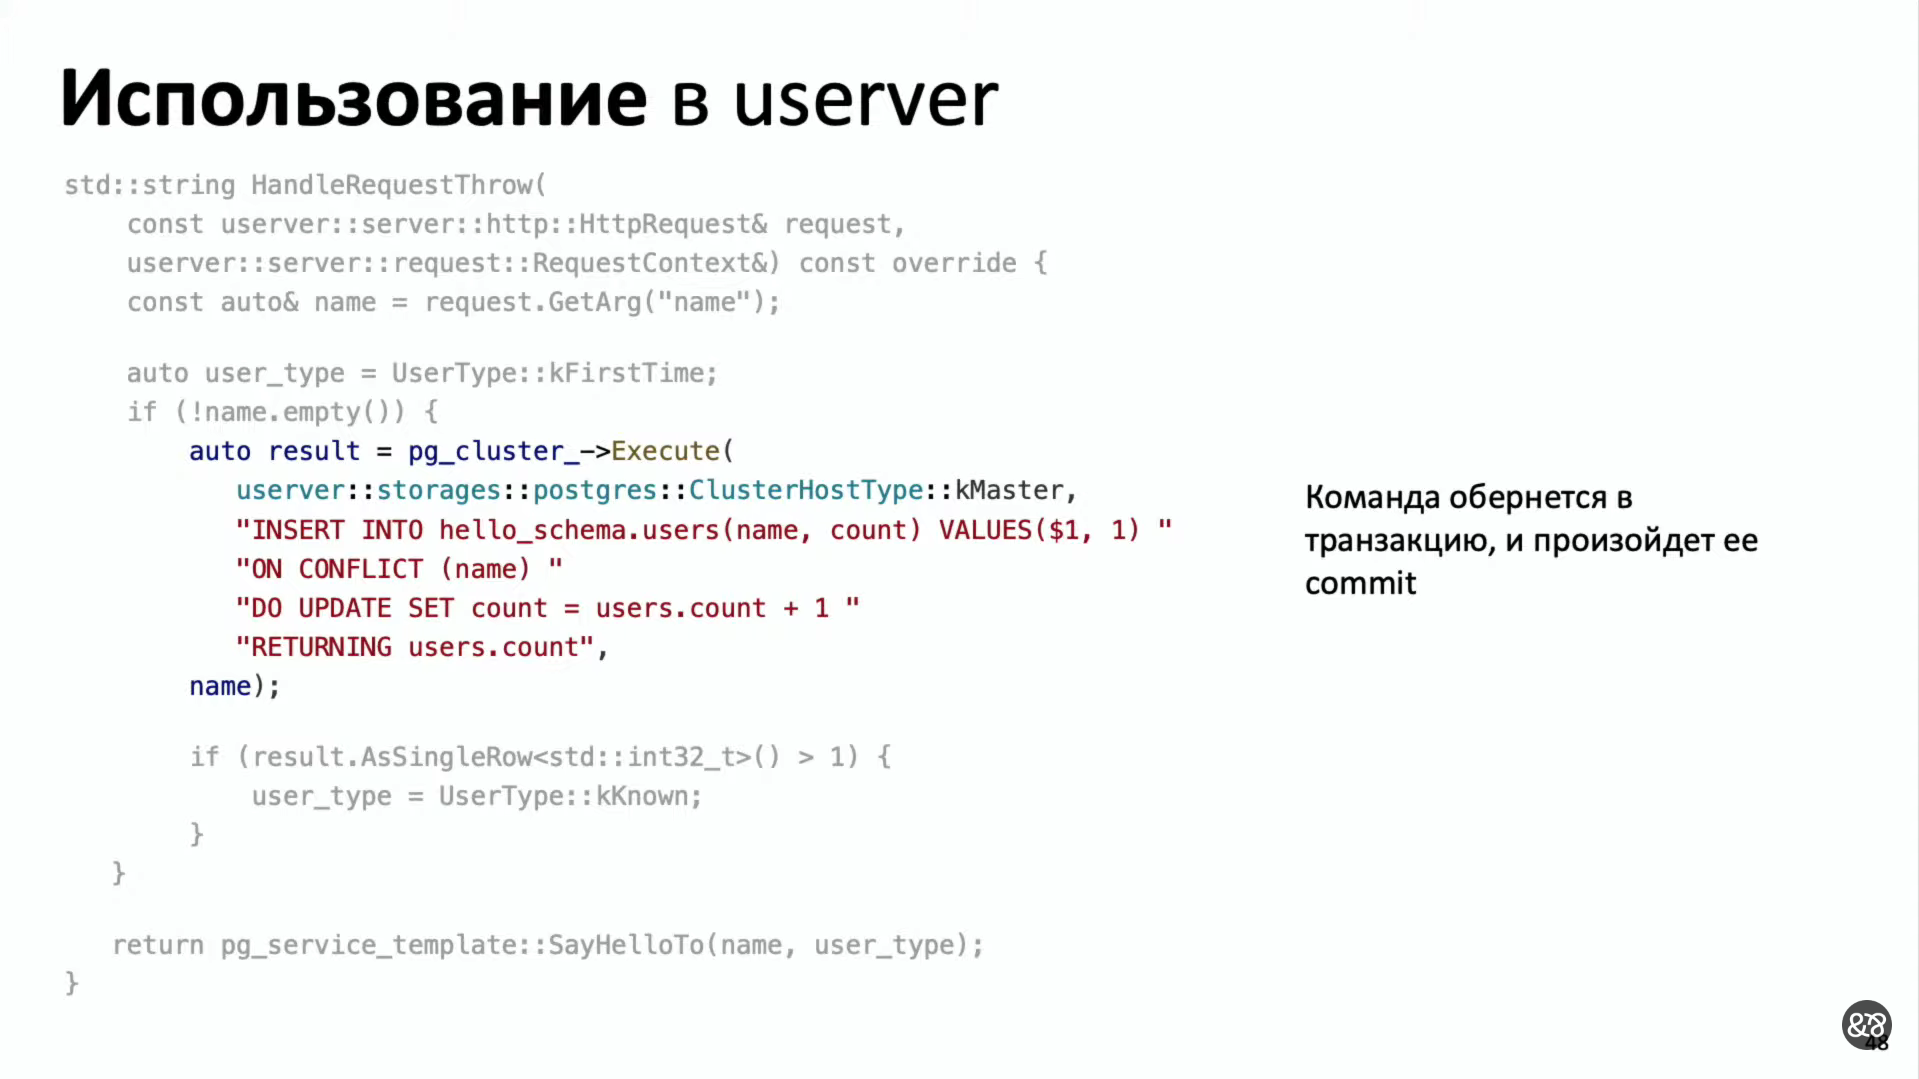 Использование в userver
std::string HandleRequestThrow(
const userver::server::http::HttpRequest& request,
userver::server::request::RequestContext&) const override {
const auto& name = request.GetArg("name");
auto user_type = UserType::kFirstTime;
if (!name.empty()) {
auto result = pg_cluster_->Execute(
userver::storages::postgres::ClusterHostType::kMaster,
"INSERT INTO hello_schema.users(name, count) VALUES($1, 1) "
"ON CONFLICT (name) "
"DO UPDATE SET count = users.count + 1 "
"RETURNING users.count",
name);
if (result.AsSingleRow<std::int32_t>() > 1) {
user_type = UserType::kKnown;
}
}
return pg_service_template::SayHelloTo(name, user_type);
}
Команда обернется в
транзакцию, и произойдет ее
commit
48